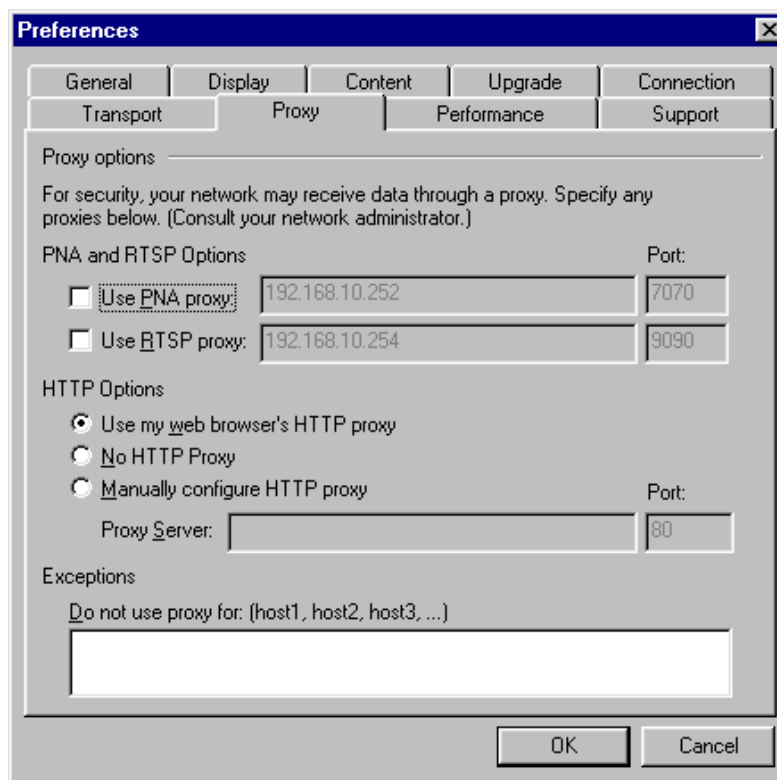 Preferences
General Display Content Upgrade Connection
Transport Proxy Performance Support
Proxy options
For security, your network may receive data through a proxy. Specify any
proxies below. (Consult your network administrator.)
PNA and RTSP Options Port:
Use PNA proxy: 192.168.10.252 7070
Use RTSP proxy: 192.168.10.254 9090
HTTP Options
Use my web browser's HTTP proxy
No HTTP Proxy
Manually configure HTTP proxy Port:
Proxy Server: 80
Exceptions
Do not use proxy for: (host1, host2, host3, ...)
OK Cancel